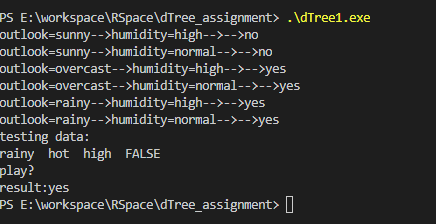 PS E:\workspace\RSpace\dTree_assignment> .\dTree1.exe
outlook=sunny-->humidity=high-->-->no
outlook=sunny-->humidity=normal-->-->no
outlook=overcast-->humidity=high-->-->yes
outlook=overcast-->humidity=normal-->-->yes
outlook=rainy-->humidity=high-->-->yes
outlook=rainy-->humidity=normal-->-->yes
testing data:
rainy  hot  high  FALSE
play?
result:yes
PS E:\workspace\RSpace\dTree_assignment>